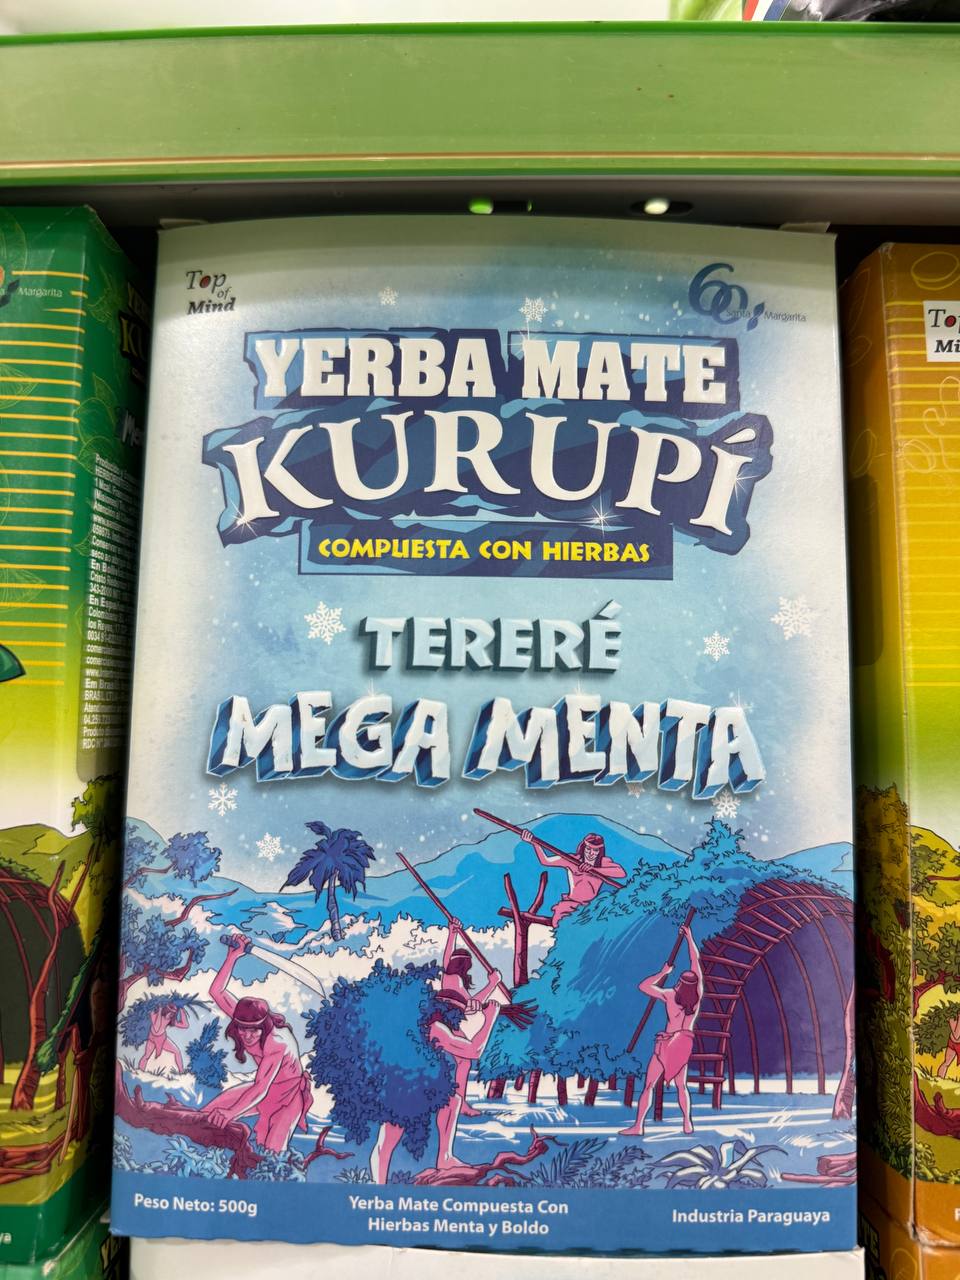 Top
of
Mind
60
Santa Margarita
YERBA MATE
KURUPÍ
COMPUESTA CON HIERBAS
TERERÉ
MEGA MENTA
Peso Neto: 500g
Yerba Mate Compuesta Con
Hierbas Menta y Boldo
Industria Paraguaya
Margarita